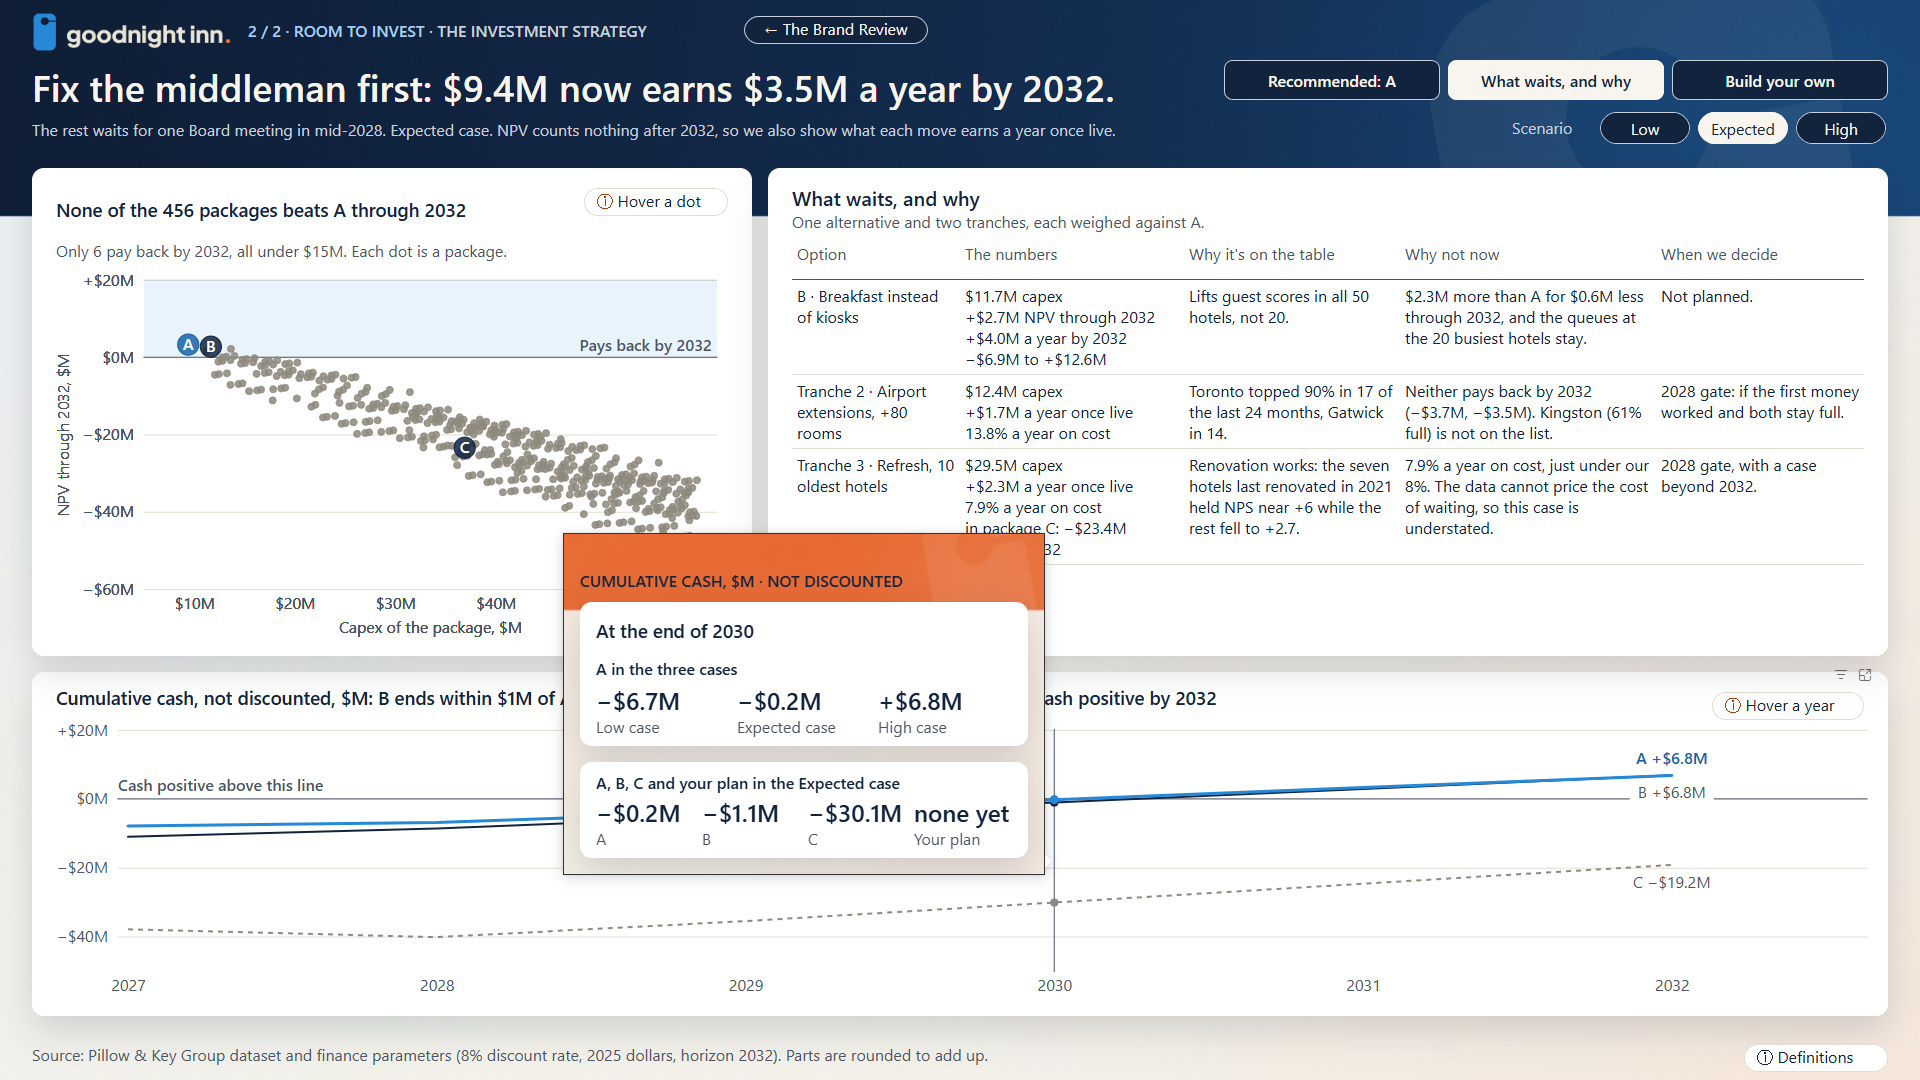 goodnight inn.
2 / 2 · ROOM TO INVEST · THE INVESTMENT STRATEGY
← The Brand Review
Fix the middleman first: $9.4M now earns $3.5M a year by 2032.
The rest waits for one Board meeting in mid-2028. Expected case. NPV counts nothing after 2032, so we also show what each move earns a year once live.
Recommended: A
What waits, and why
Build your own
Scenario
Low
Expected
High
None of the 456 packages beats A through 2032
Hover a dot
Only 6 pay back by 2032, all under $15M. Each dot is a package.
+$20M
$0M
−$20M
−$40M
−$60M
NPV through 2032, $M
Pays back by 2032
A
B
C
$10M
$20M
$30M
$40M
Capex of the package, $M
What waits, and why
One alternative and two tranches, each weighed against A.
Option
The numbers
Why it's on the table
Why not now
When we decide
B · Breakfast instead
of kiosks
$11.7M capex
+$2.7M NPV through 2032
+$4.0M a year by 2032
−$6.9M to +$12.6M
Lifts guest scores in all 50
hotels, not 20.
$2.3M more than A for $0.6M less
through 2032, and the queues at
the 20 busiest hotels stay.
Not planned.
Tranche 2 · Airport
extensions, +80
rooms
$12.4M capex
+$1.7M a year once live
13.8% a year on cost
Toronto topped 90% in 17 of
the last 24 months, Gatwick
in 14.
Neither pays back by 2032
(−$3.7M, −$3.5M). Kingston (61%
full) is not on the list.
2028 gate: if the first money
worked and both stay full.
Tranche 3 · Refresh, 10
oldest hotels
$29.5M capex
+$2.3M a year once live
7.9% a year on cost
in package C: −$23.4M
32
Renovation works: the seven
hotels last renovated in 2021
held NPS near +6 while the
rest fell to +2.7.
7.9% a year on cost, just under our
8%. The data cannot price the cost
of waiting, so this case is
understated.
2028 gate, with a case
beyond 2032.
CUMULATIVE CASH, $M · NOT DISCOUNTED
At the end of 2030
A in the three cases
−$6.7M
−$0.2M
+$6.8M
Low case
Expected case
High case
A, B, C and your plan in the Expected case
−$0.2M
−$1.1M
−$30.1M
none yet
A
B
C
Your plan
Cumulative cash, not discounted, $M: B ends within $1M of
ash positive by 2032
Hover a year
+$20M
$0M
−$20M
−$40M
Cash positive above this line
A +$6.8M
B +$6.8M
C −$19.2M
2027
2028
2029
2030
2031
2032
Source: Pillow & Key Group dataset and finance parameters (8% discount rate, 2025 dollars, horizon 2032). Parts are rounded to add up.
Definitions